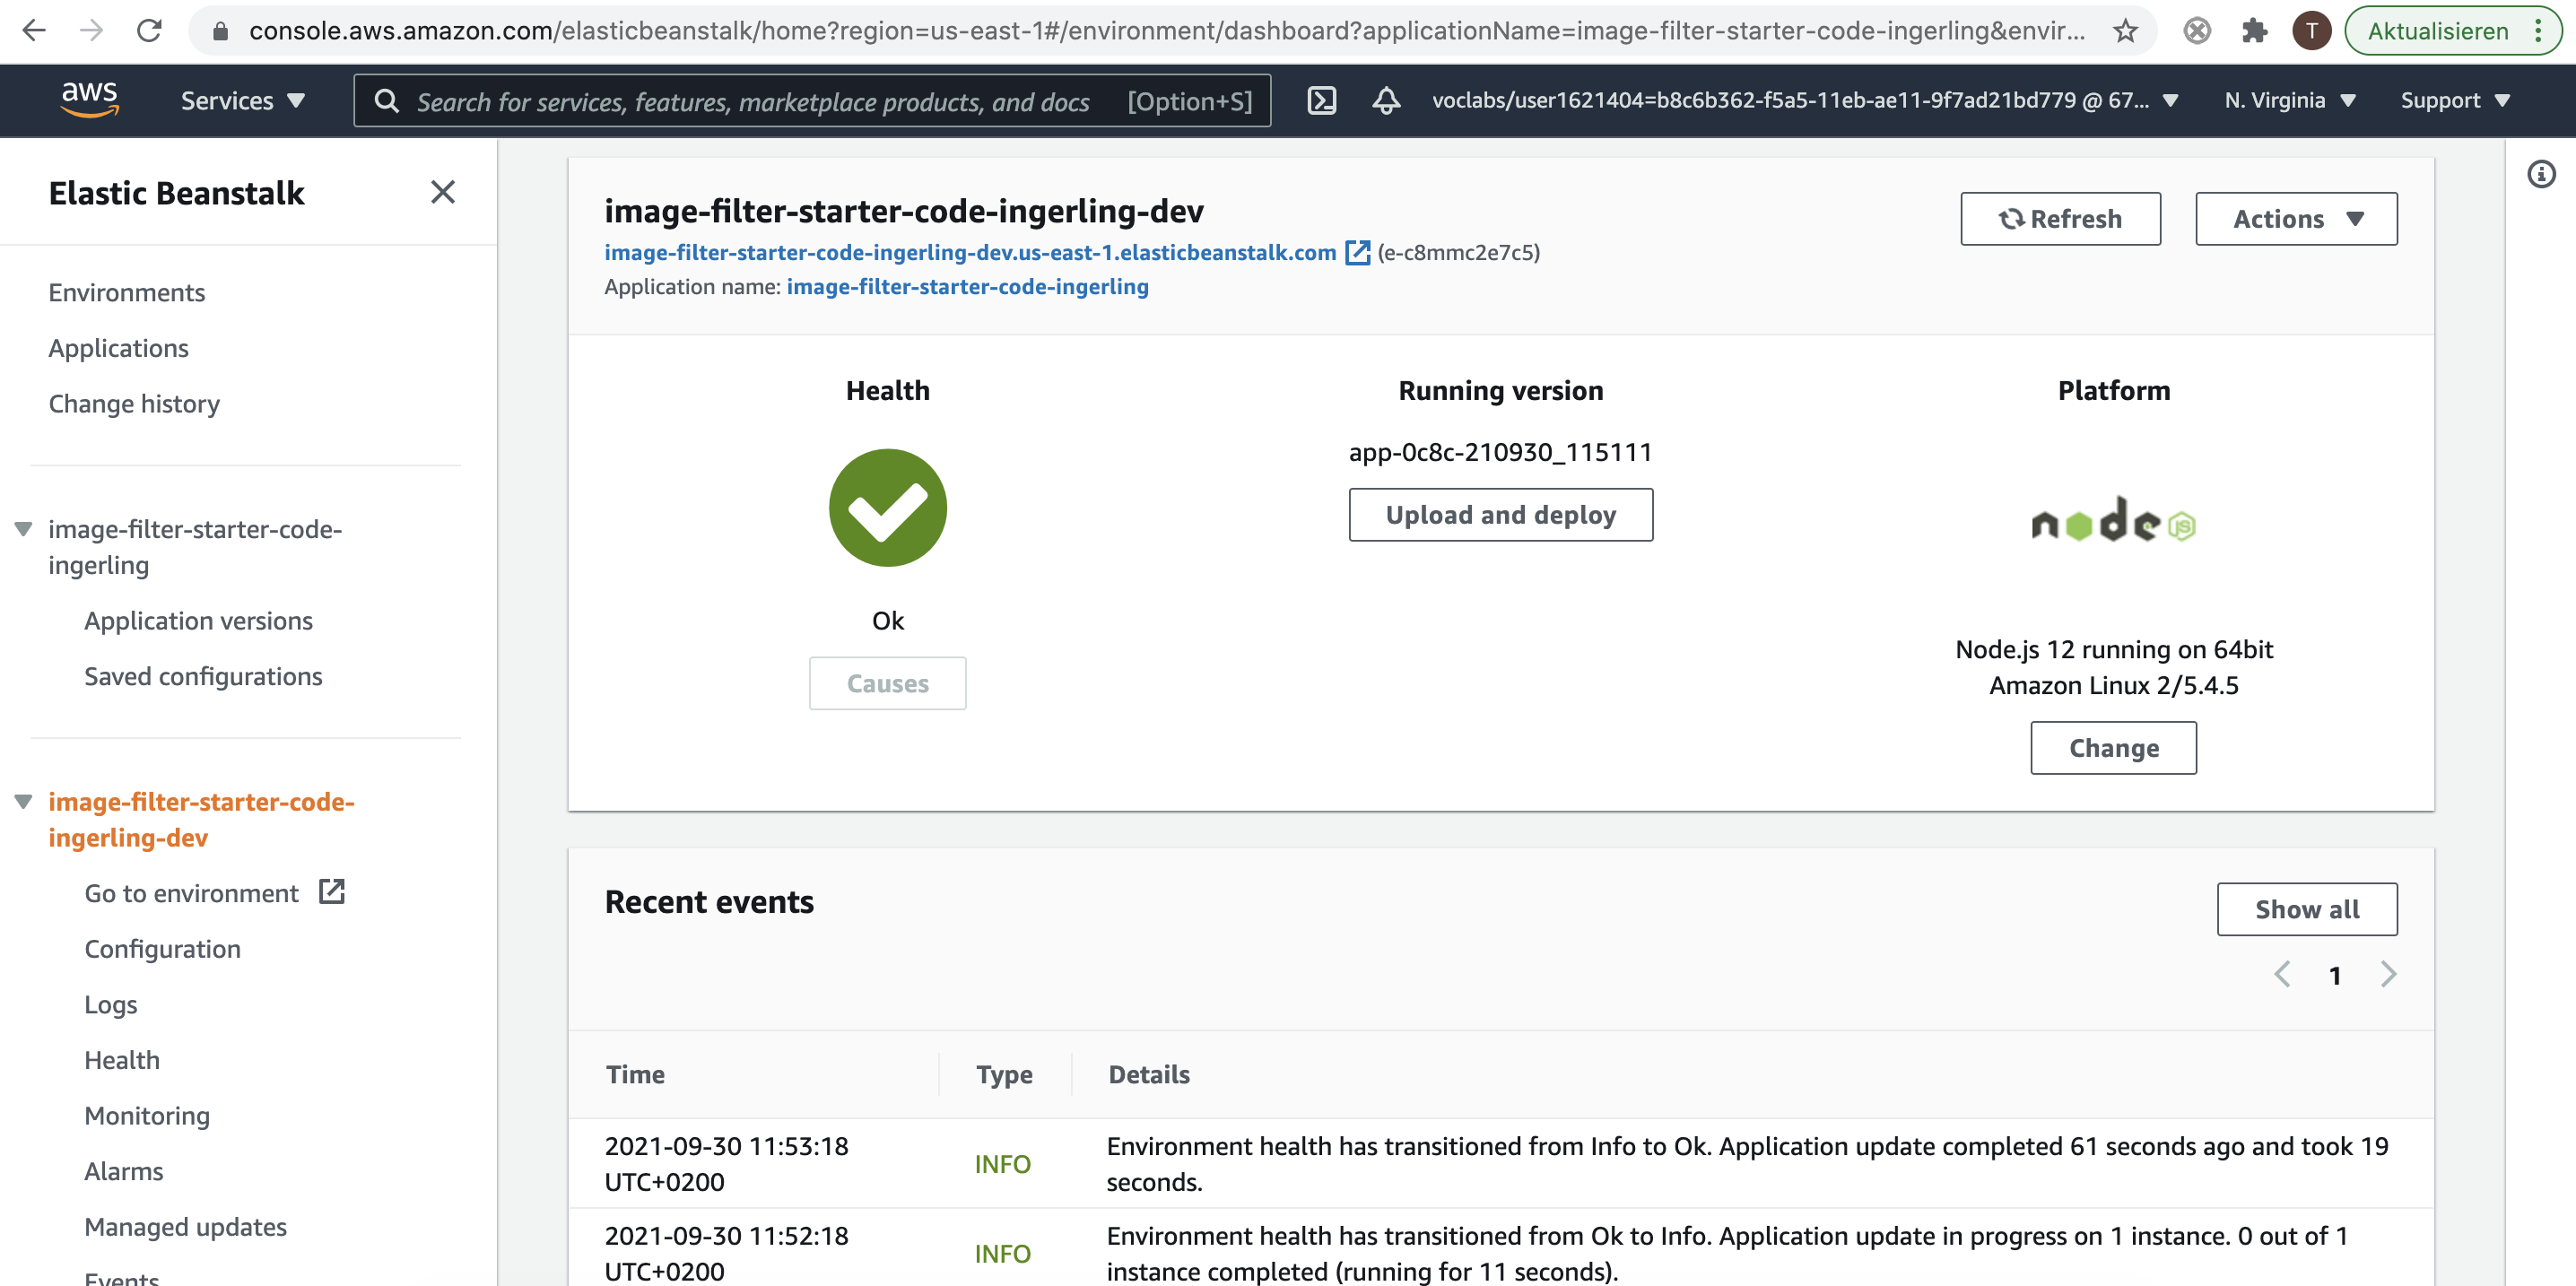 console.aws.amazon.com/elasticbeanstalk/home?region=us-east-1#/environment/dashboard?applicationName=image-filter-starter-code-ingerling&envir...
T
Aktualisieren
aws
Services
Search for services, features, marketplace products, and docs
[Option+S]
voclabs/user1621404=b8c6b362-f5a5-11eb-ae11-9f7ad21bd779 @ 67...
N. Virginia
Support
Elastic Beanstalk
Environments
Applications
Change history
image-filter-starter-code-
ingerling
Application versions
Saved configurations
image-filter-starter-code-
ingerling-dev
Go to environment
Configuration
Logs
Health
Monitoring
Alarms
Managed updates
Events
image-filter-starter-code-ingerling-dev
image-filter-starter-code-ingerling-dev.us-east-1.elasticbeanstalk.com (e-c8mmc2e7c5)
Application name: image-filter-starter-code-ingerling
Refresh
Actions
Health
Ok
Causes
Running version
app-0c8c-210930_115111
Upload and deploy
Platform
node JS
Node.js 12 running on 64bit
Amazon Linux 2/5.4.5
Change
Recent events
Show all
1
Time
Type
Details
2021-09-30 11:53:18
UTC+0200
INFO
Environment health has transitioned from Info to Ok. Application update completed 61 seconds ago and took 19
seconds.
2021-09-30 11:52:18
UTC+0200
INFO
Environment health has transitioned from Ok to Info. Application update in progress on 1 instance. 0 out of 1
instance completed (running for 11 seconds).